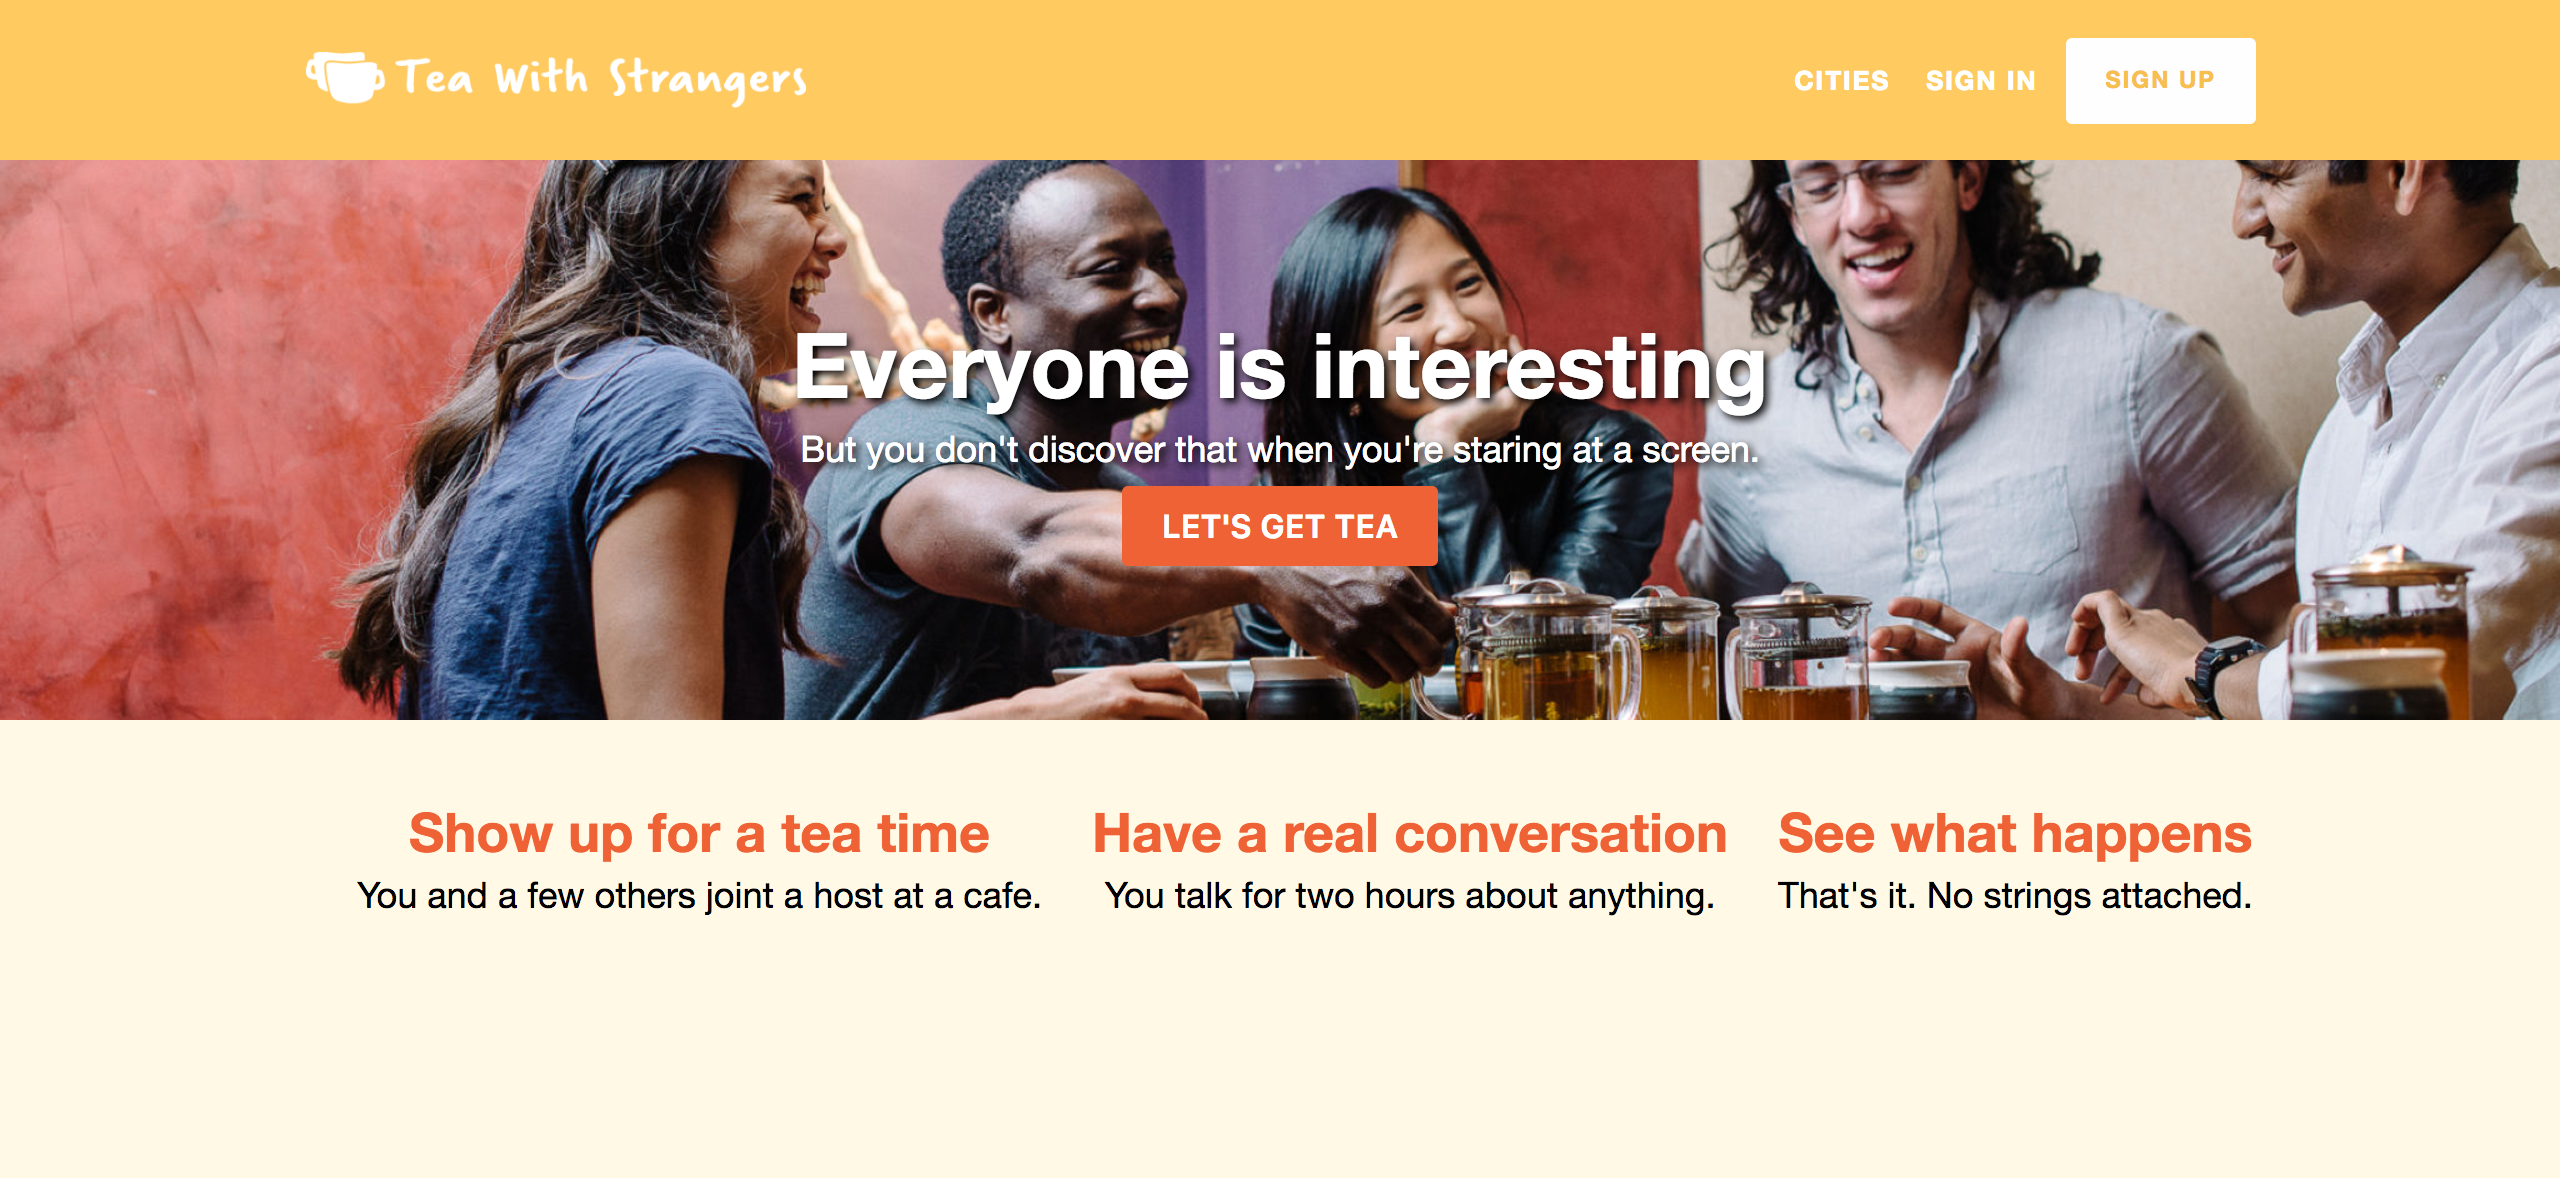 Tea With Strangers
CITIES SIGN IN SIGN UP
Everyone is interesting
But you don't discover that when you're staring at a screen.
LET'S GET TEA
Show up for a tea time
You and a few others joint a host at a cafe.
Have a real conversation
You talk for two hours about anything.
See what happens
That's it. No strings attached.